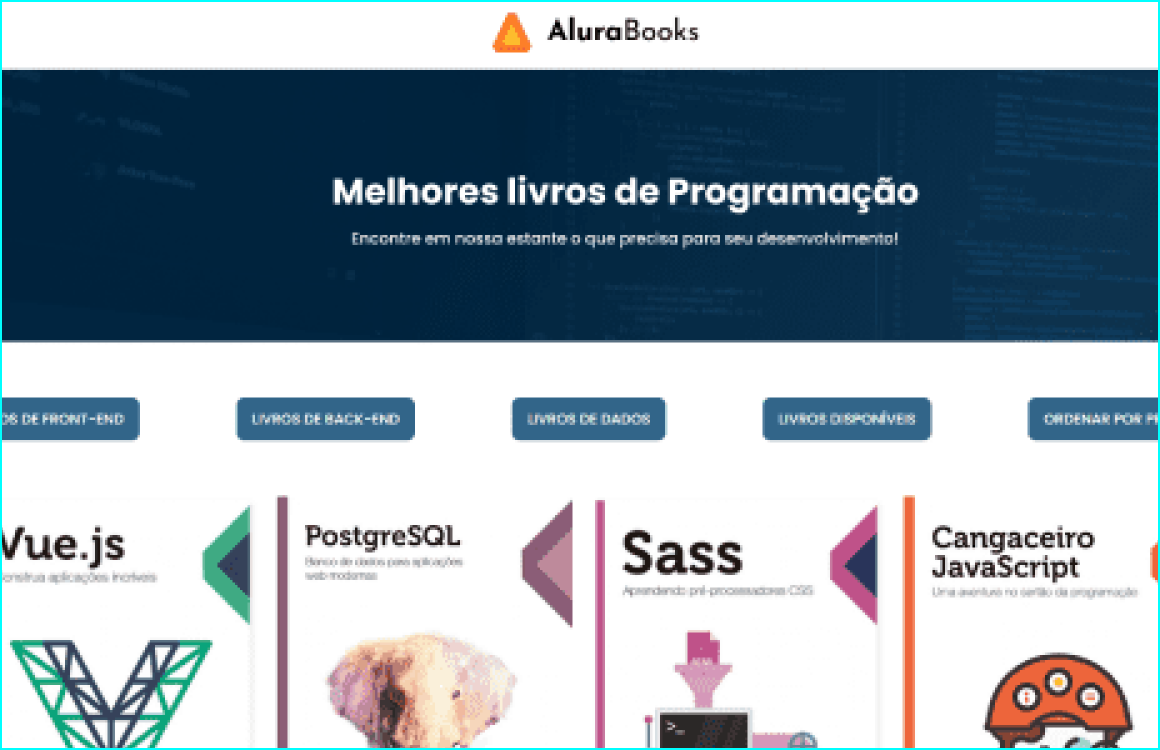 AluraBooks
Melhores livros de Programação
Encontre em nossa estante o que precisa para seu desenvolvimento!
OS DE FRONT-END
LIVROS DE BACK-END
LIVROS DE DADOS
LIVROS DISPONÍVEIS
ORDENAR POR P
Vue.js
onstrua aplicações incríveis
PostgreSQL
Banco de dados para aplicações
web modernas
Sass
Aprendendo pré-processadores CSS
Cangaceiro
JavaScript
Uma aventura no sertão da programação
>_